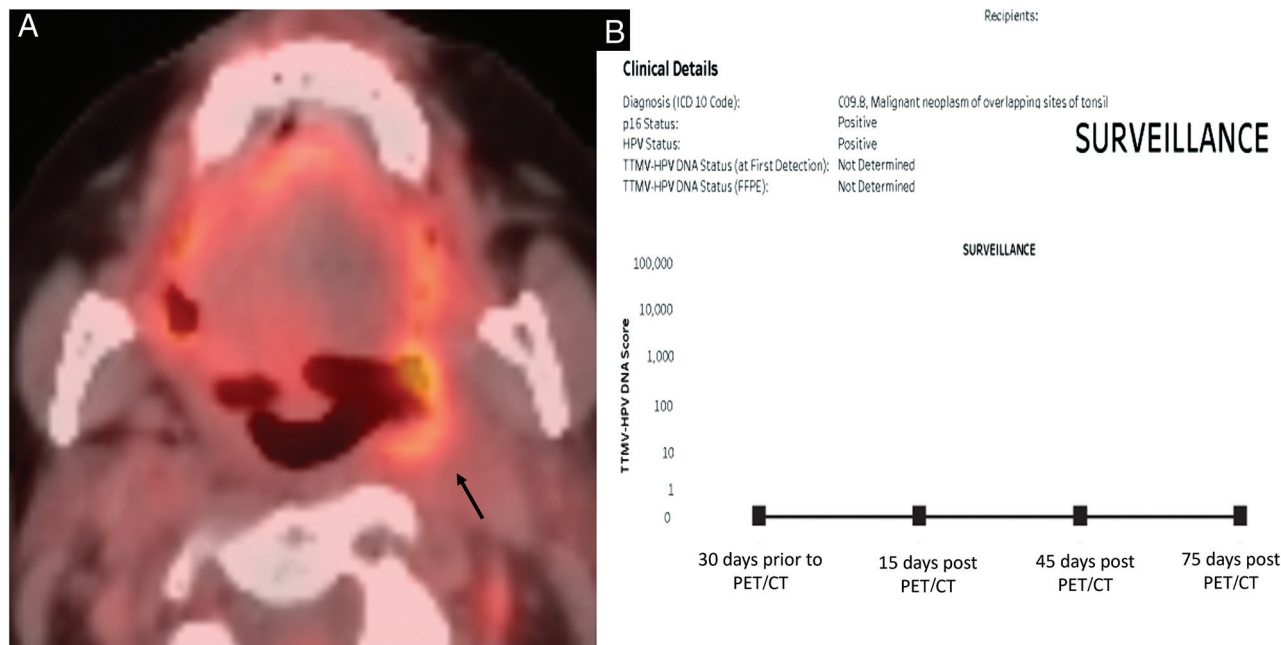 A
B
Recipients:
Clinical Details
Diagnosis (ICD 10 Code): C09.8, Malignant neoplasm of overlapping sites of tonsil
p16 Status: Positive
HPV Status: Positive
TTMV-HPV DNA Status (at First Detection): Not Determined
TTMV-HPV DNA Status (FFPE): Not Determined
SURVEILLANCE
SURVEILLANCE
TTMV-HPV DNA Score
100,000
10,000
1,000
100
10
1
0
30 days prior to
PET/CT
15 days post
PET/CT
45 days post
PET/CT
75 days post
PET/CT